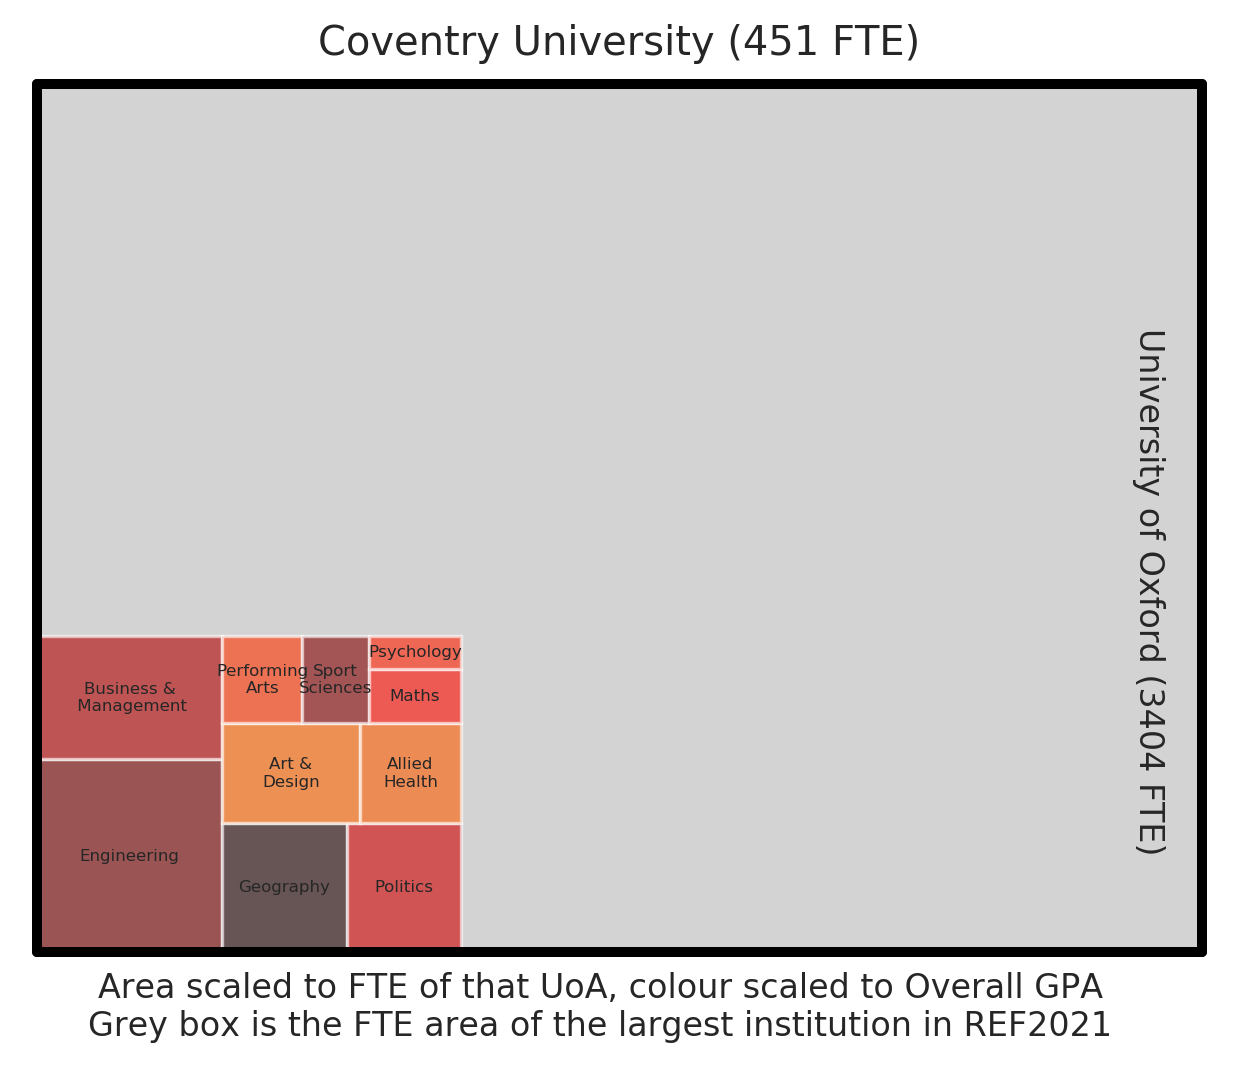 Coventry University (451 FTE)
University of Oxford (3404 FTE)
Business &
Management
Performing
Arts
Sport
Sciences
Psychology
Maths
Art &
Design
Allied
Health
Engineering
Geography
Politics
Area scaled to FTE of that UoA, colour scaled to Overall GPA
Grey box is the FTE area of the largest institution in REF2021